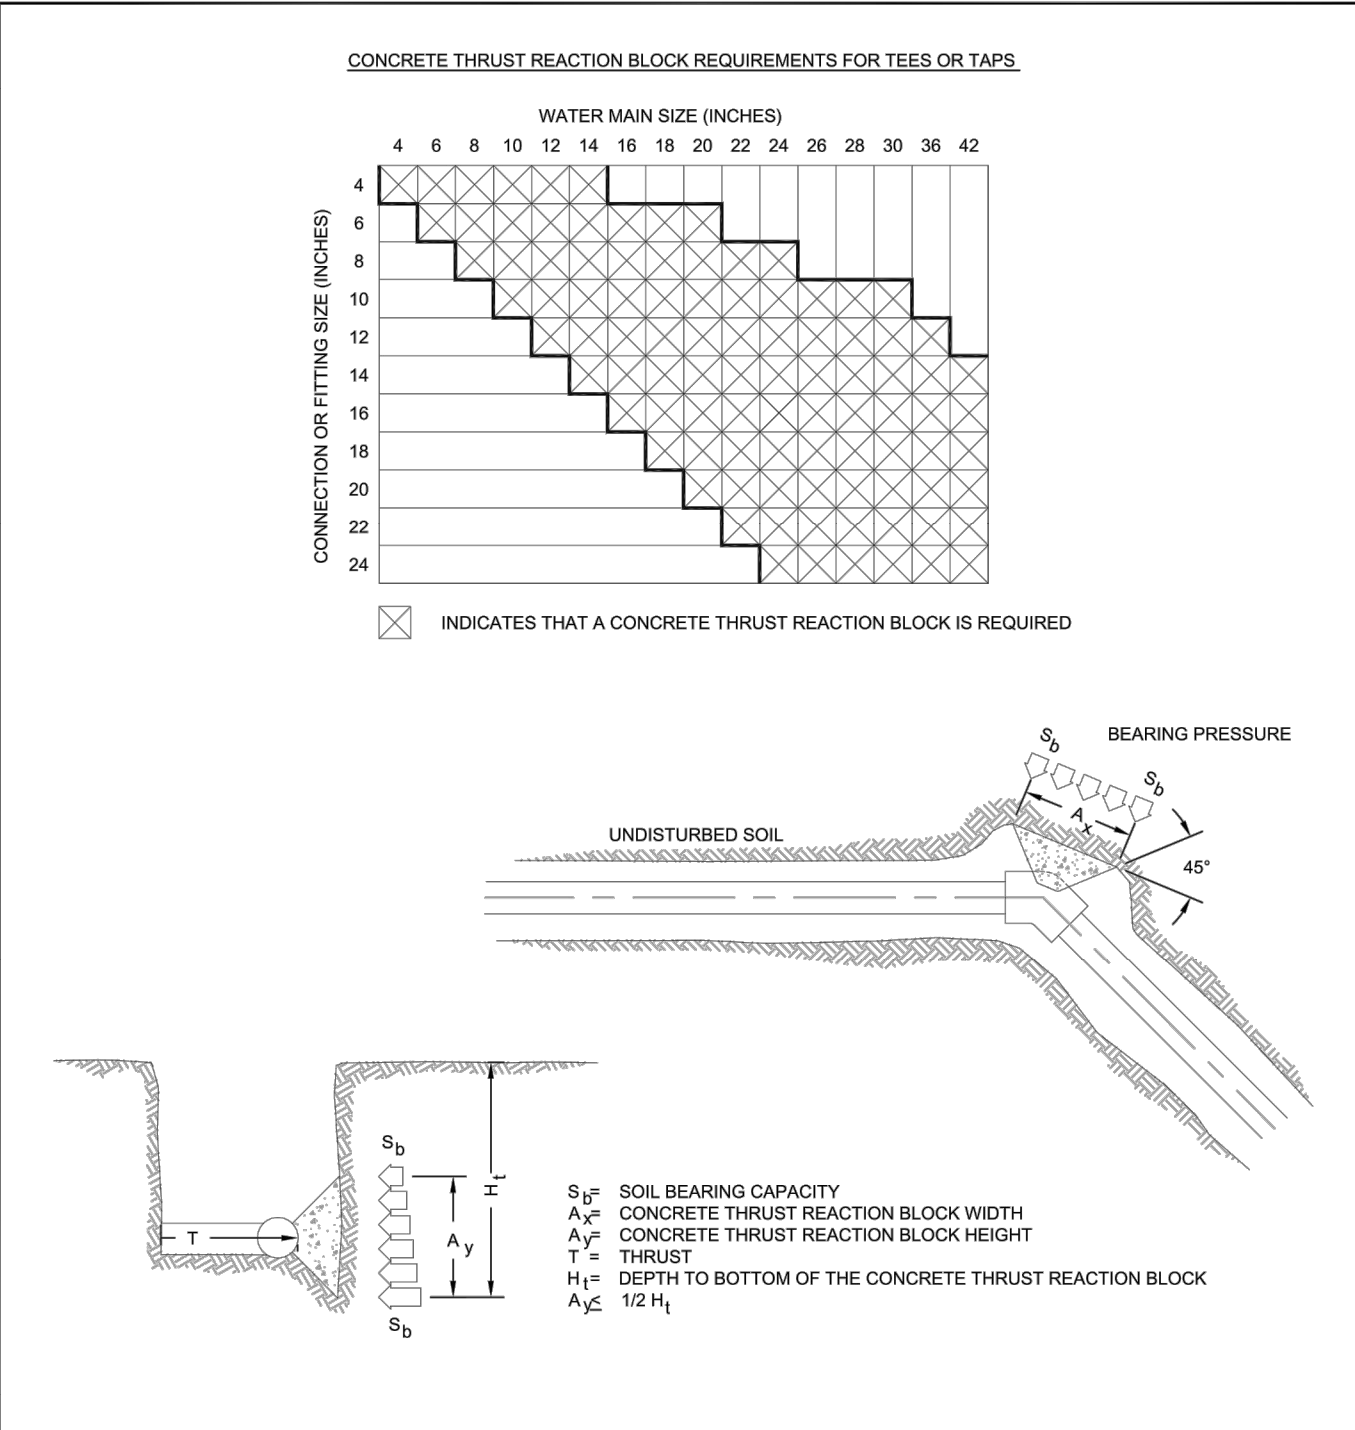 CONCRETE THRUST REACTION BLOCK REQUIREMENTS FOR TEES OR TAPS
WATER MAIN SIZE (INCHES)
4 6 8 10 12 14 16 18 20 22 24 26 28 30 36 42
CONNECTION OR FITTING SIZE (INCHES)
4
6
8
10
12
14
16
18
20
22
24
INDICATES THAT A CONCRETE THRUST REACTION BLOCK IS REQUIRED
Sb
BEARING PRESSURE
Sb
Ax
UNDISTURBED SOIL
45°
Sb
Ht
T
Ay
Sb
Sb= SOIL BEARING CAPACITY
Ax= CONCRETE THRUST REACTION BLOCK WIDTH
Ay= CONCRETE THRUST REACTION BLOCK HEIGHT
T = THRUST
Ht= DEPTH TO BOTTOM OF THE CONCRETE THRUST REACTION BLOCK
Ay≤ 1/2 Ht